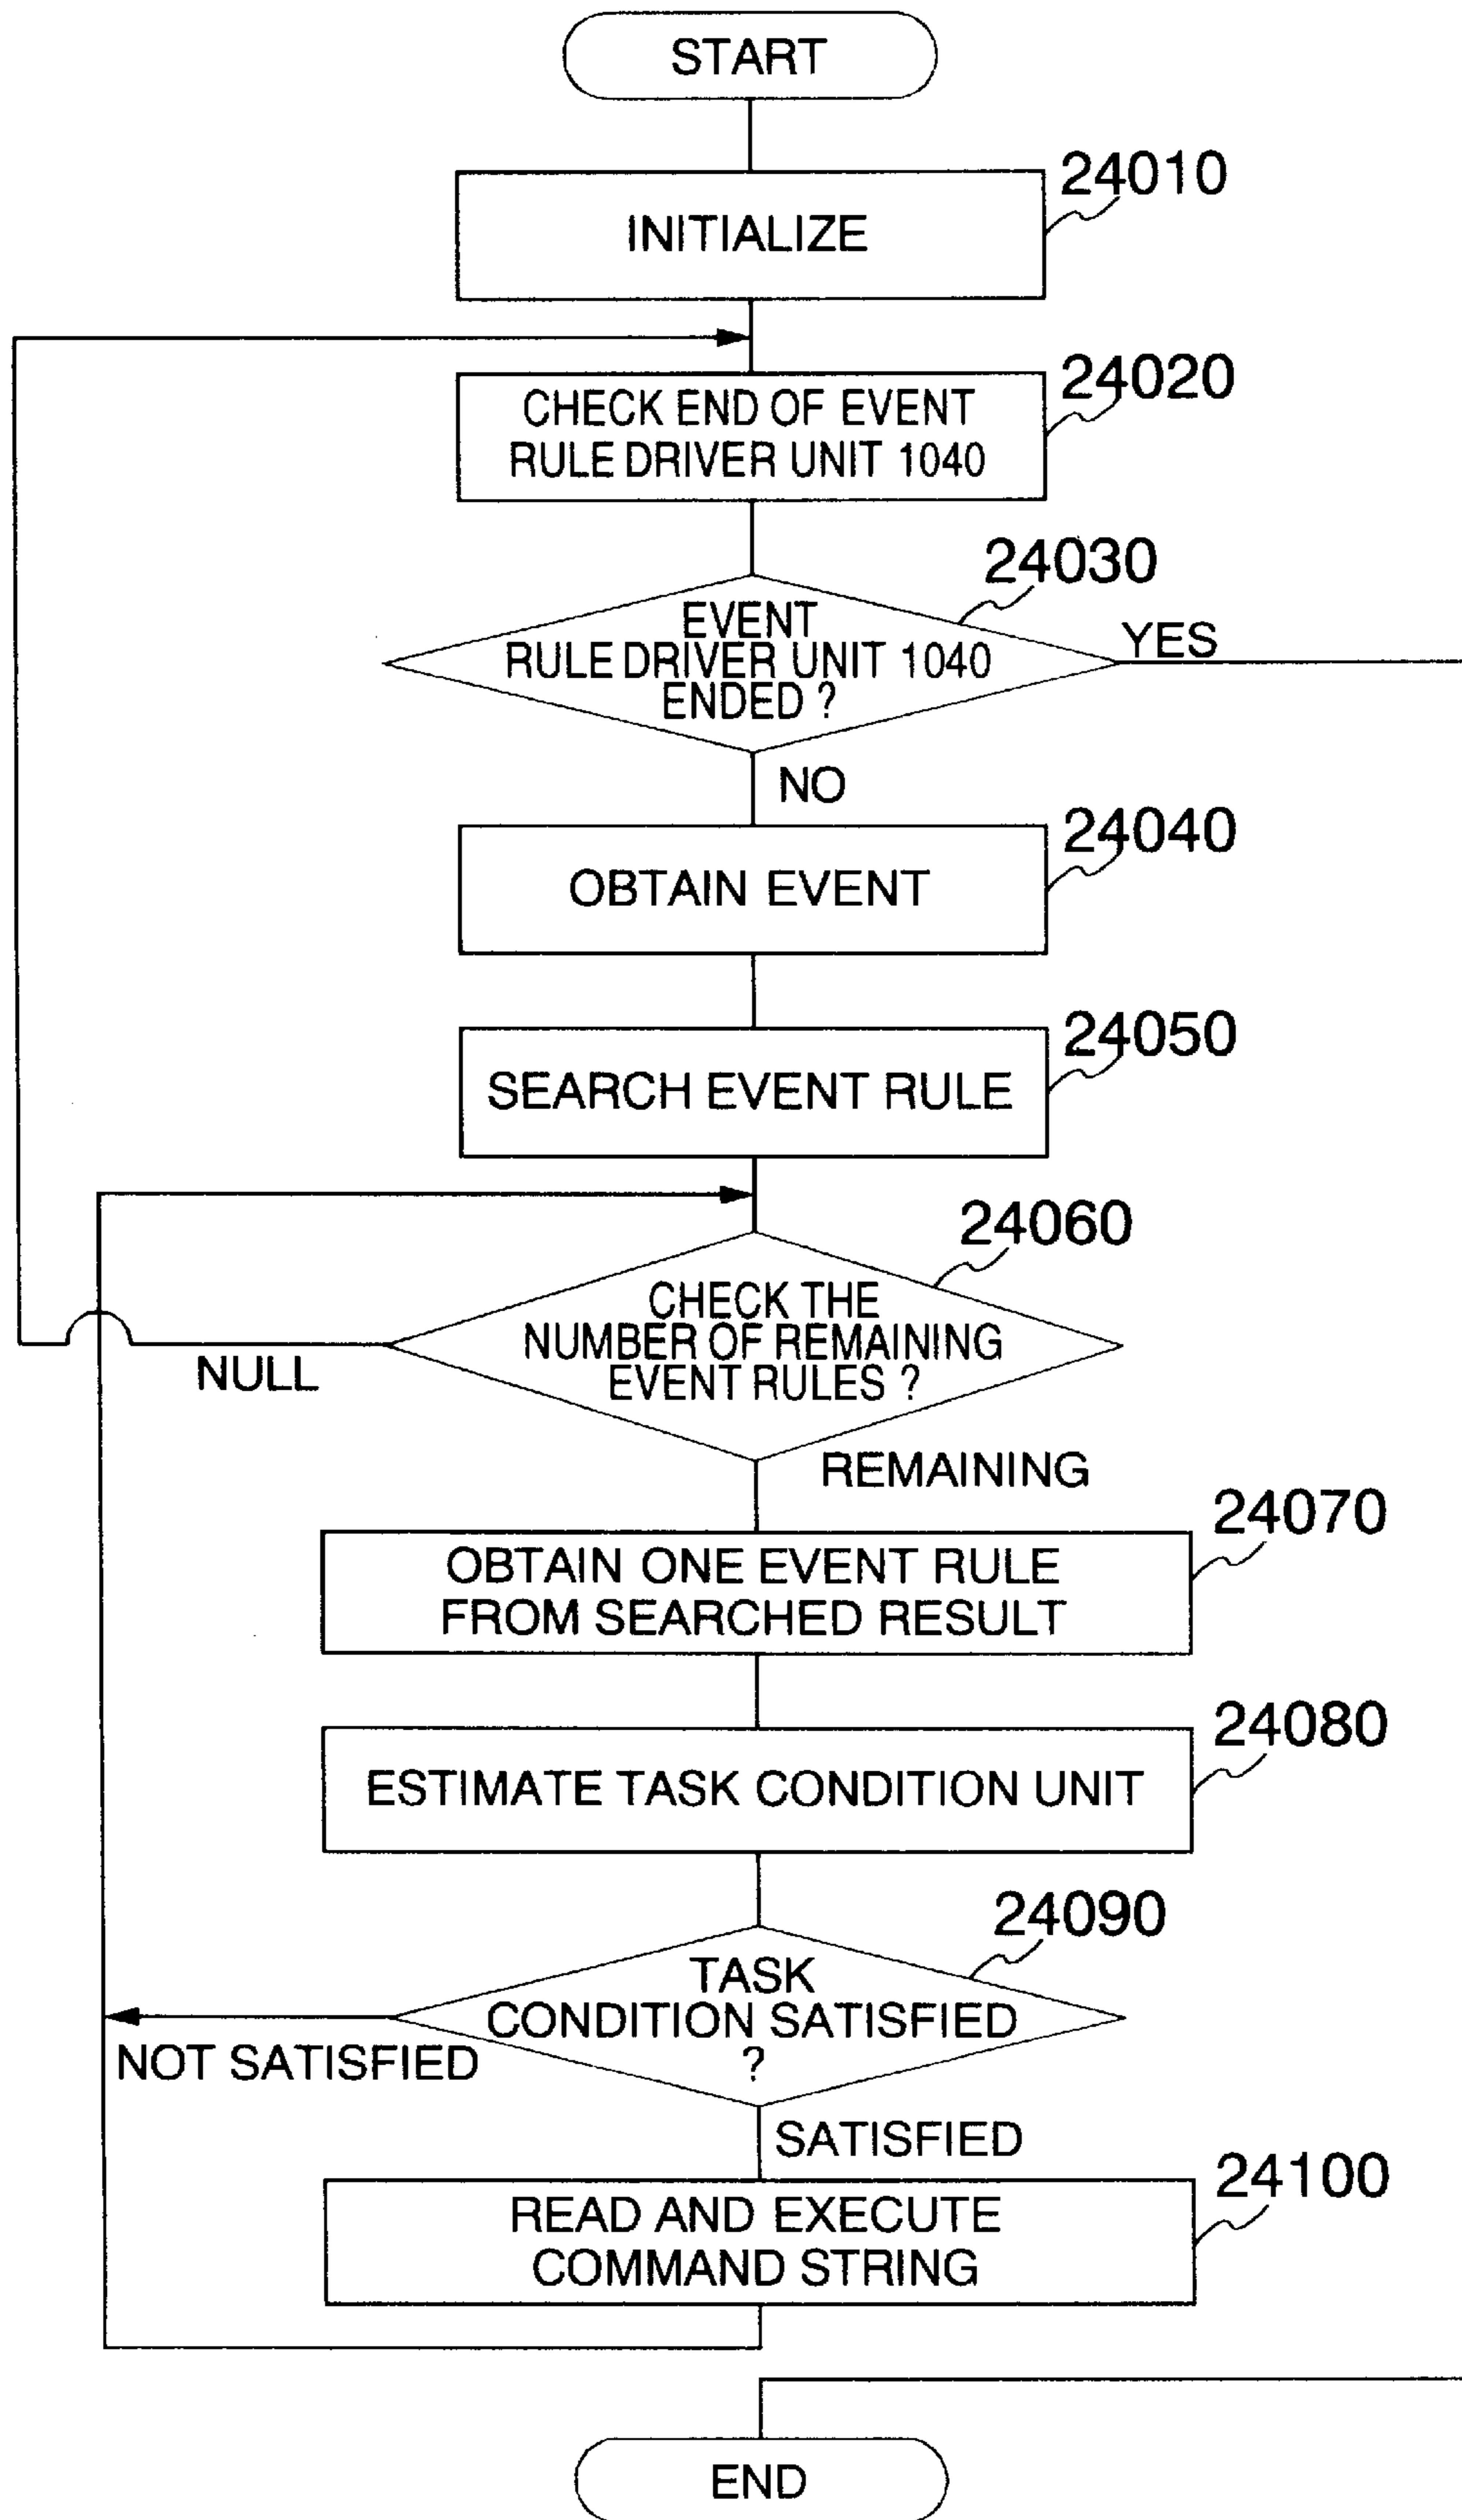 START
24010
INITIALIZE
24020
CHECK END OF EVENT
RULE DRIVER UNIT 1040
24030
EVENT
RULE DRIVER UNIT 1040
ENDED ?
YES
NO
24040
OBTAIN EVENT
24050
SEARCH EVENT RULE
24060
CHECK THE
NUMBER OF REMAINING
EVENT RULES ?
NULL
REMAINING
24070
OBTAIN ONE EVENT RULE
FROM SEARCHED RESULT
24080
ESTIMATE TASK CONDITION UNIT
24090
TASK
CONDITION SATISFIED
?
NOT SATISFIED
SATISFIED
24100
READ AND EXECUTE
COMMAND STRING
END